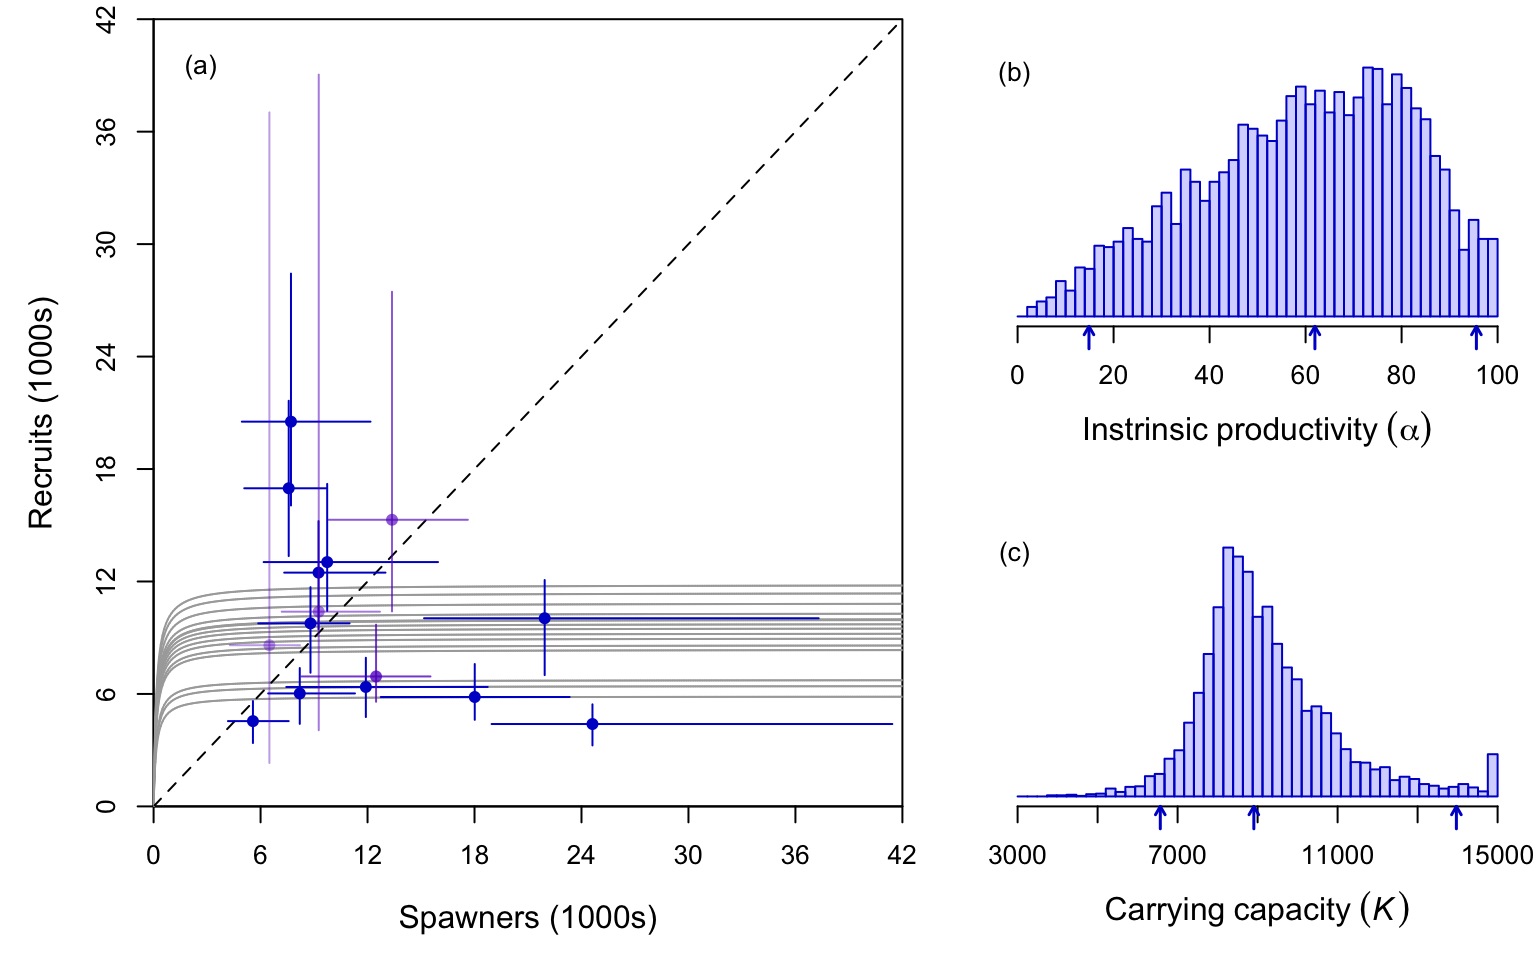 (a)
42
36
30
24
18
12
6
0
Recruits (1000s)
0 6 12 18 24 30 36 42
Spawners (1000s)
(b)
0 20 40 60 80 100
Instrinsic productivity (α)
(c)
3000 7000 11000 15000
Carrying capacity (K)